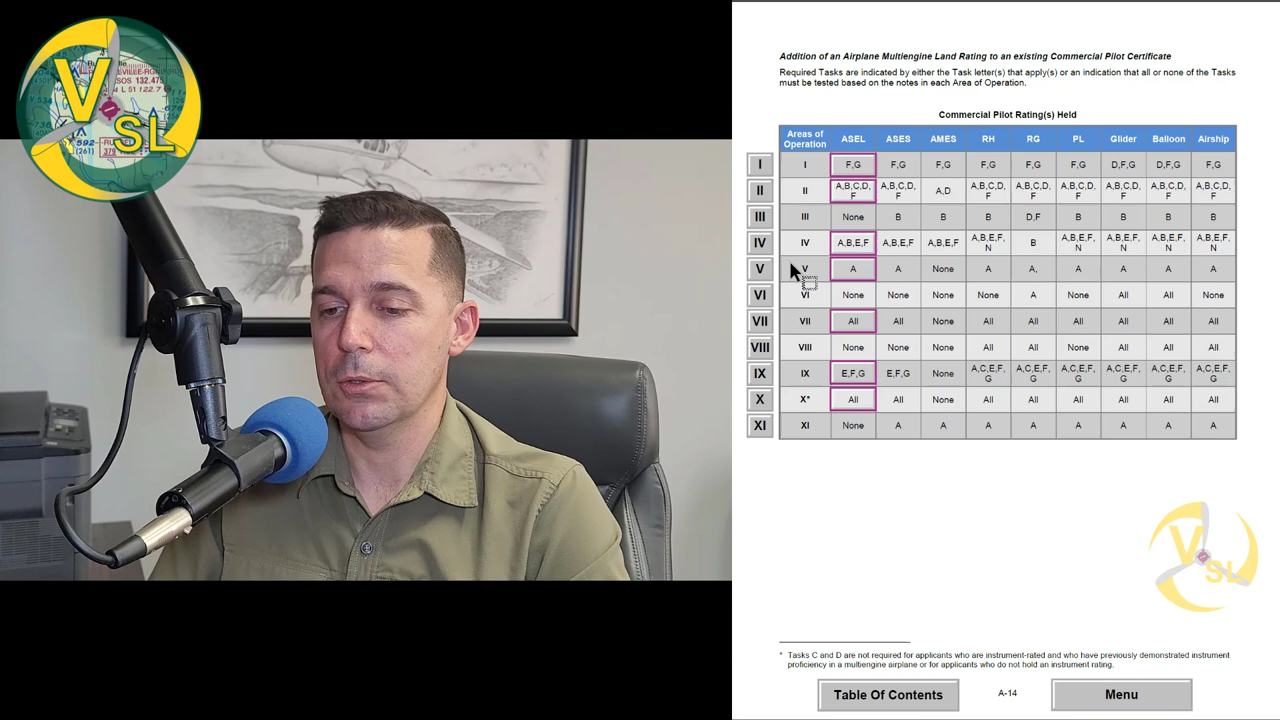 V
SL
Addition of an Airplane Multiengine Land Rating to an existing Commercial Pilot Certificate
Required Tasks are indicated by either the Task letter(s) that apply(s) or an indication that all or none of the Tasks
must be tested based on the notes in each Area of Operation.
Commercial Pilot Rating(s) Held
Areas of Operation ASEL ASES AMES RH RG PL Glider Balloon Airship
I I F,G F,G F,G F,G F,G F,G D,F,G D,F,G F,G
II II A,B,C,D, F A,B,C,D, F A,D A,B,C,D, F A,B,C,D, F A,B,C,D, F A,B,C,D, F A,B,C,D, F A,B,C,D, F
III III None B B B D,F B B B B
IV IV A,B,E,F A,B,E,F A,B,E,F A,B,E,F, N B A,B,E,F, N A,B,E,F, N A,B,E,F, N A,B,E,F, N
V V A A None A A, A A A A
VI VI None None None None A None All All None
VII VII All All None All All All All All All
VIII VIII None None None All All None All All All
IX IX E,F,G E,F,G None A,C,E,F, G A,C,E,F, G A,C,E,F, G A,C,E,F, G A,C,E,F, G A,C,E,F, G
X X* All All None All All All All All All
XI XI None A A A A A A A A
V
SL
* Tasks C and D are not required for applicants who are instrument-rated and who have previously demonstrated instrument
proficiency in a multiengine airplane or for applicants who do not hold an instrument rating.
Table Of Contents A-14 Menu